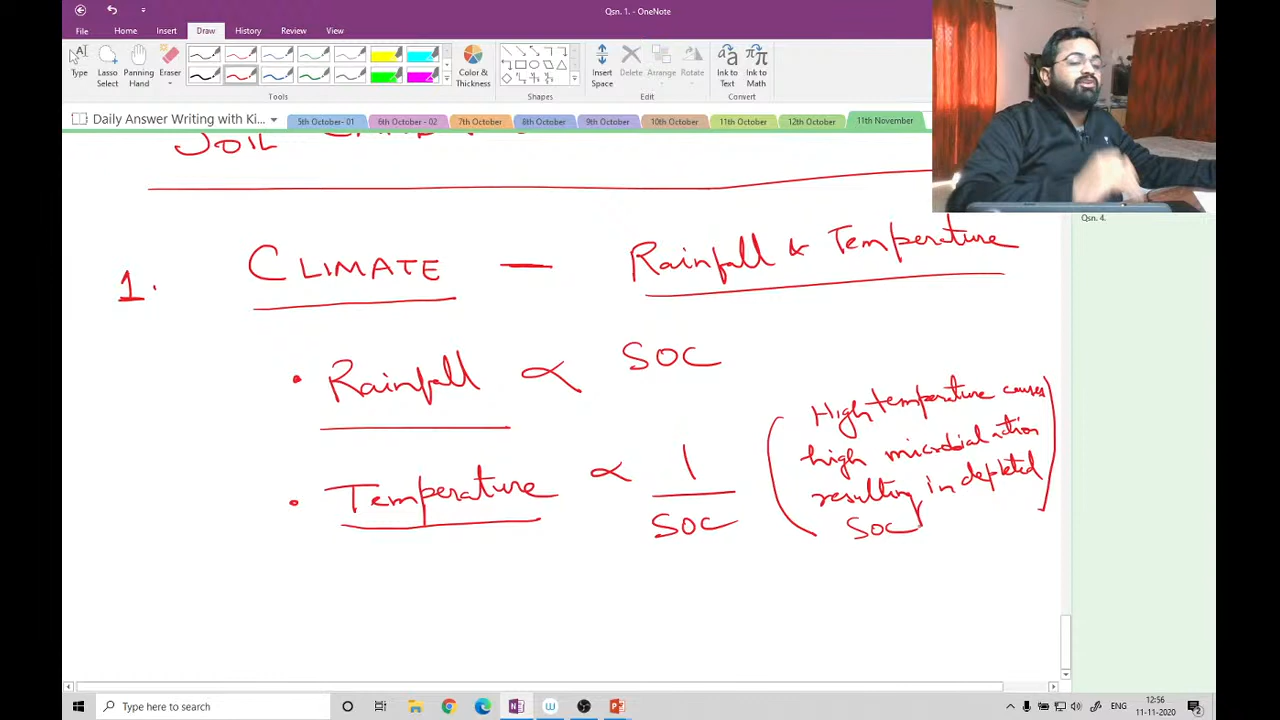 Qsn. 1. - OneNote
File Home Insert Draw History Review View
Type Lasso Select Panning Hand Eraser Color & Thickness Insert Space Delete Arrange Rotate Ink to Text Ink to Math
Tools Shapes Edit Convert
Daily Answer Writing with Ki 5th October- 01 6th October - 02 7th October 8th October 9th October 10th October 11th October 12th October 11th November
Qsn. 4.
SOIL
1. CLIMATE — Rainfall & Temperature
• Rainfall ∝ SOC
• Temperature ∝ 1
SOC
(High temperature causes
high microbial action
resulting in depleted
SOC)
Type here to search
12:56
11-11-2020
2